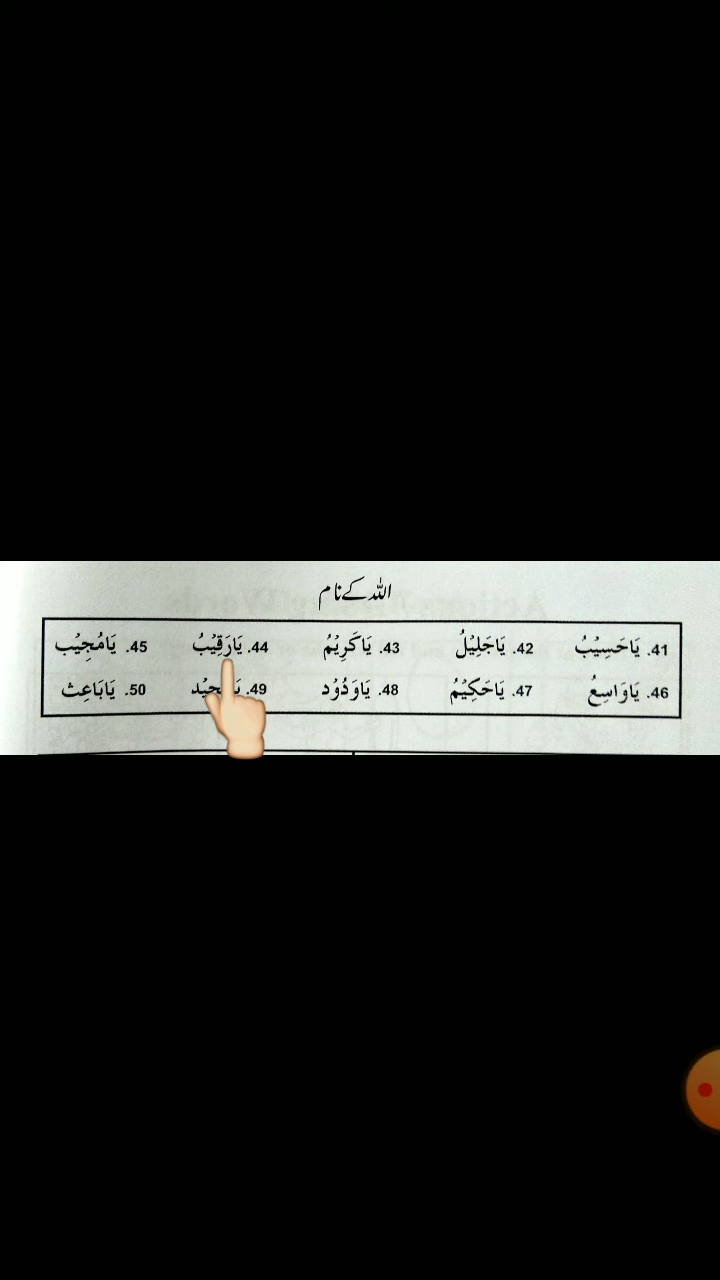 اللہ کے نام
41. يَاحَسِيْبُ 42. يَاجَلِيْلُ 43. يَاكَرِيْمُ 44. يَارَقِيْبُ 45. يَامُجِيْب
46. يَاوَاسِعُ 47. يَاحَكِيْمُ 48. يَاوَدُوْد 49. 50. يَابَاعِث